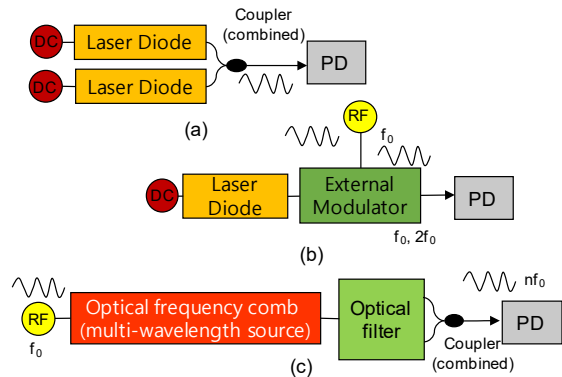 Coupler
(combined)
DC
Laser Diode
PD
DC
Laser Diode
(a)
RF
f0
DC
Laser
Diode
External
Modulator
PD
f0, 2f0
(b)
RF
f0
Optical frequency comb
(multi-wavelength source)
Optical
filter
nf0
PD
Coupler
(combined)
(c)